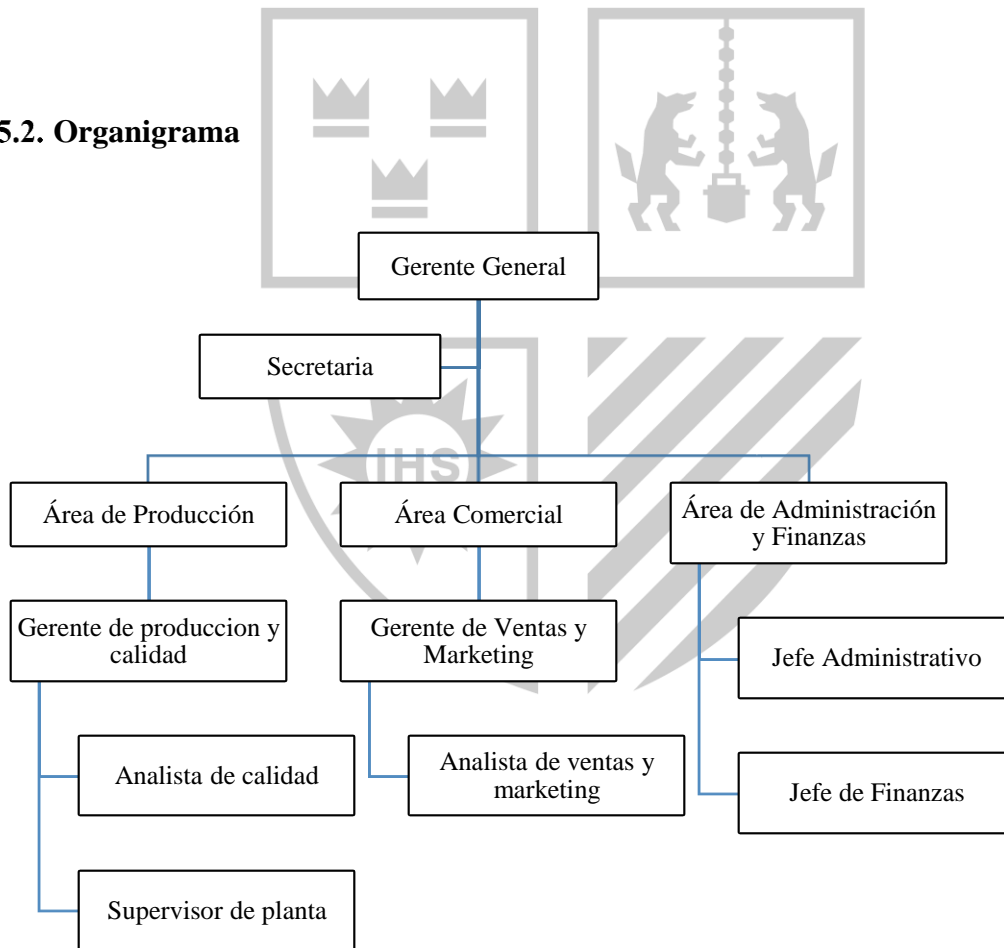 5.2. Organigrama
Gerente General
Secretaria
IHS
Área de Producción
Área Comercial
Área de Administración
y Finanzas
Gerente de produccion y
calidad
Gerente de Ventas y
Marketing
Jefe Administrativo
Analista de calidad
Analista de ventas y
marketing
Jefe de Finanzas
Supervisor de planta